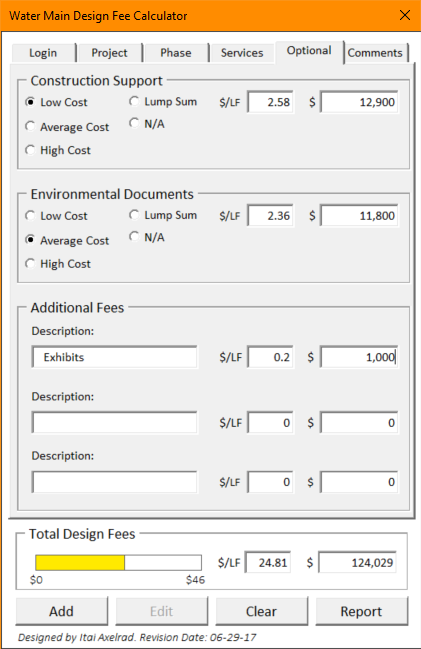 Water Main Design Fee Calculator
Login Project Phase Services Optional Comments
Construction Support
Low Cost Lump Sum $/LF 2.58 $ 12,900
Average Cost N/A
High Cost
Environmental Documents
Low Cost Lump Sum $/LF 2.36 $ 11,800
Average Cost N/A
High Cost
Additional Fees
Description:
Exhibits $/LF 0.2 $ 1,000
Description:
$/LF 0 $ 0
Description:
$/LF 0 $ 0
Total Design Fees
$/LF 24.81 $ 124,029
$0 $46
Add Edit Clear Report
Designed by Itai Axelrad. Revision Date: 06-29-17